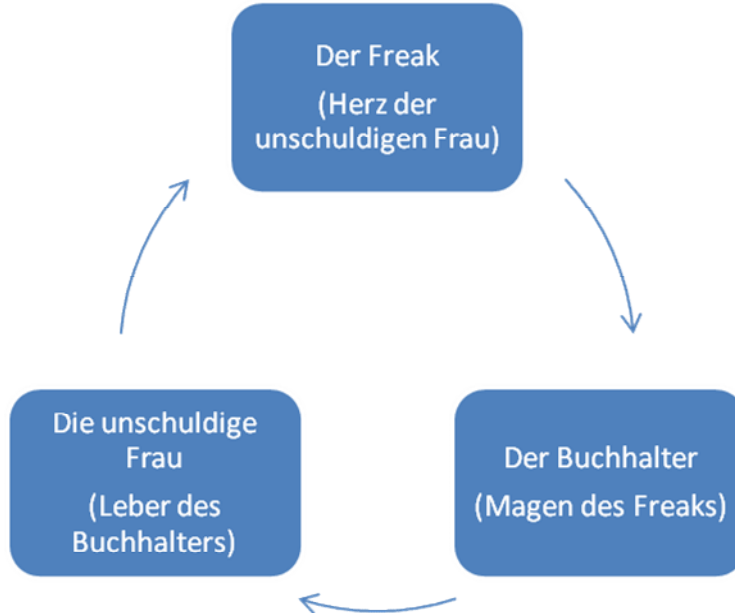 Der Freak
(Herz der
unschuldigen Frau)
Die unschuldige
Frau
(Leber des
Buchhalters)
Der Buchhalter
(Magen des Freaks)